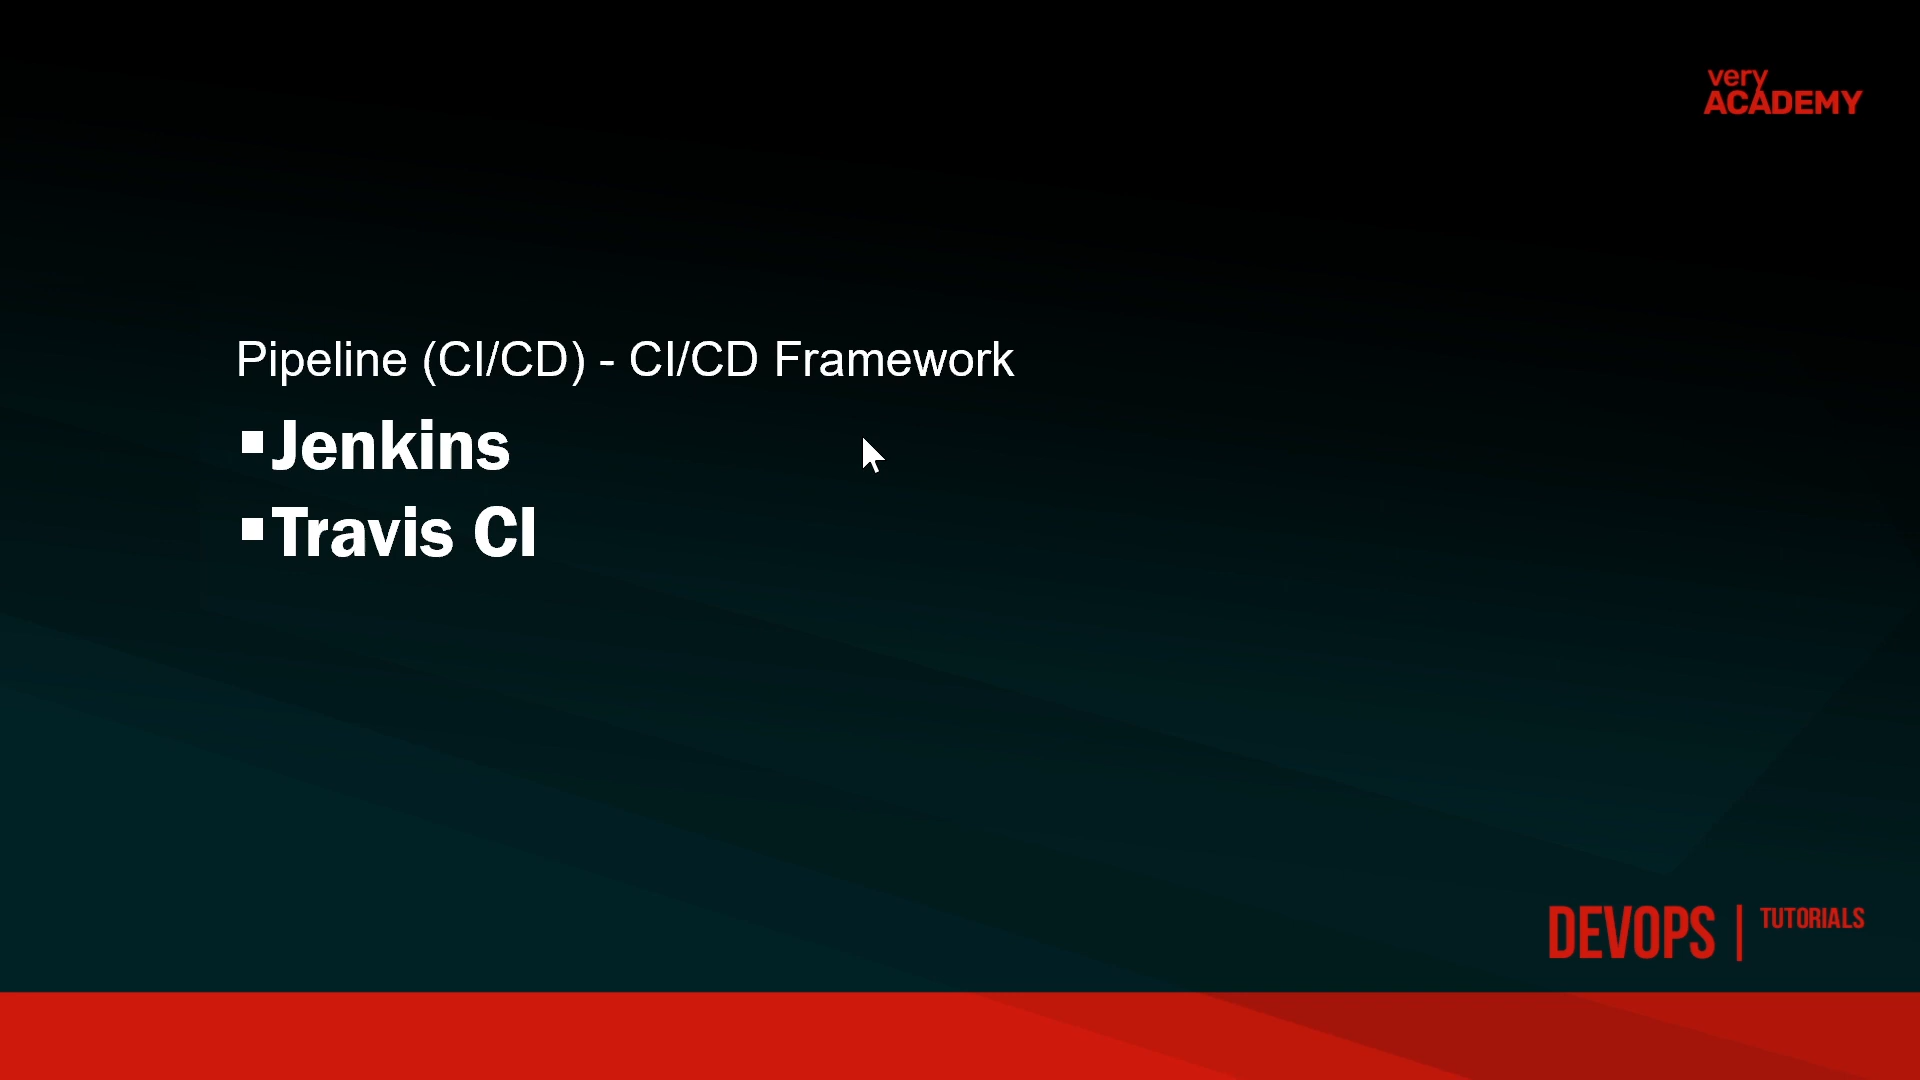 very
ACADEMY
Pipeline (CI/CD) - CI/CD Framework
▪Jenkins
▪Travis CI
DEVOPS | TUTORIALS